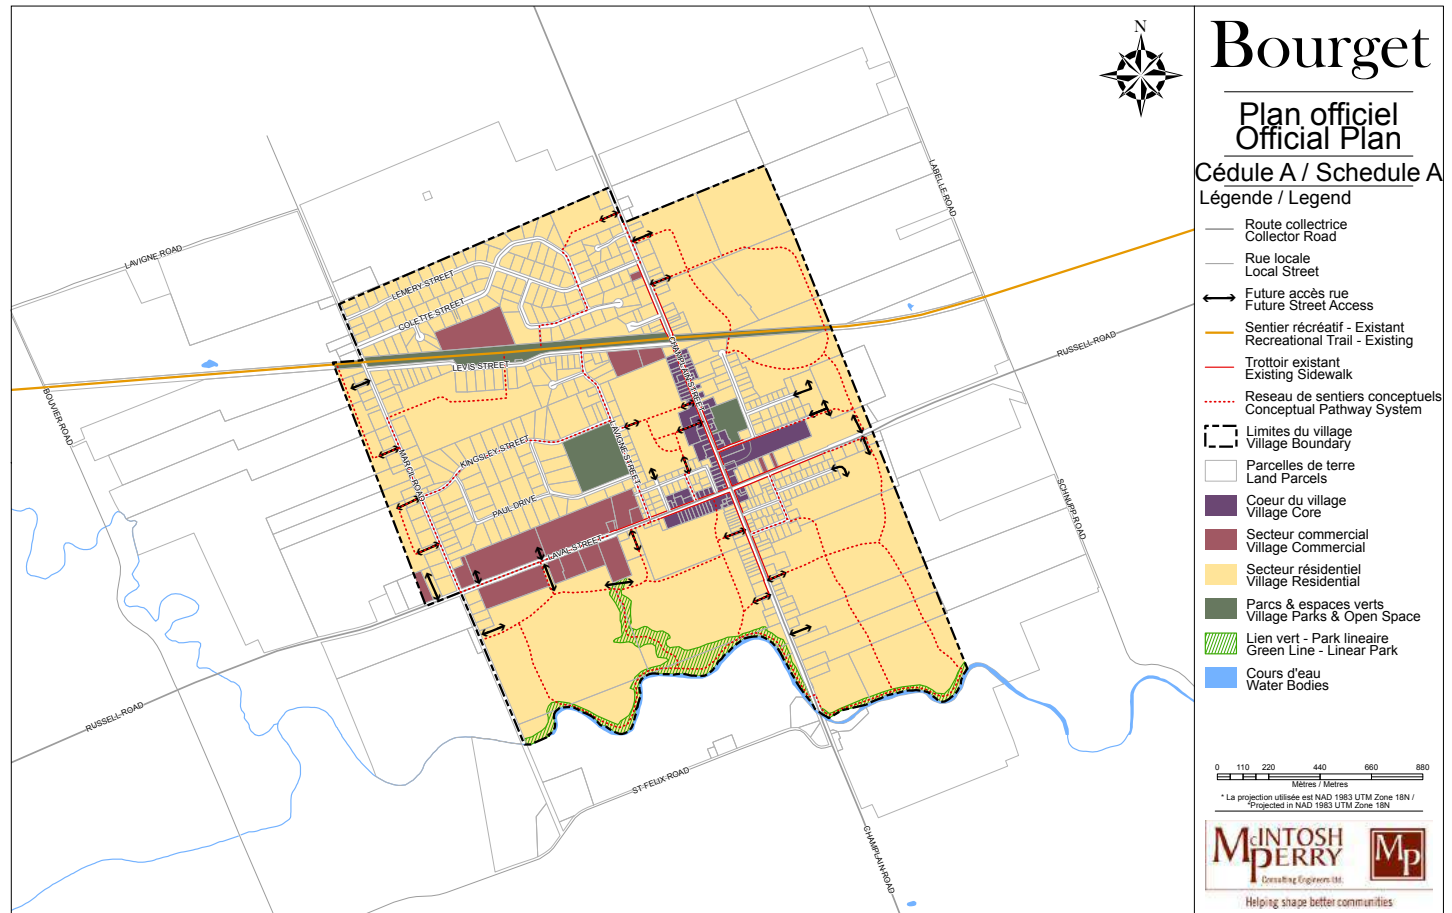 N
LAVIGNE ROAD
LEMERY STREET
COLETTE STREET
LEVIS STREET
BOUVIER ROAD
MARCIL ROAD
KINGSLEY STREET
PAUL DRIVE
LAVIGNE STREET
CHAMPLAIN STREET
LAVAL STREET
LABELLE ROAD
RUSSELL ROAD
SCHNUPP ROAD
RUSSELL ROAD
ST FELIX ROAD
CHAMPLAIN ROAD
Bourget
Plan officiel
Official Plan
Cédule A / Schedule A
Légende / Legend
Route collectrice
Collector Road
Rue locale
Local Street
Future accès rue
Future Street Access
Sentier récréatif - Existant
Recreational Trail - Existing
Trottoir existant
Existing Sidewalk
Reseau de sentiers conceptuels
Conceptual Pathway System
Limites du village
Village Boundary
Parcelles de terre
Land Parcels
Coeur du village
Village Core
Secteur commercial
Village Commercial
Secteur résidentiel
Village Residential
Parcs & espaces verts
Village Parks & Open Space
Lien vert - Park lineaire
Green Line - Linear Park
Cours d'eau
Water Bodies
0 110 220 440 660 880
Mètres / Metres
* La projection utilisée est NAD 1983 UTM Zone 18N /
*Projected in NAD 1983 UTM Zone 18N
McINTOSH
PERRY
Consulting Engineers Ltd.
MP
Helping shape better communities